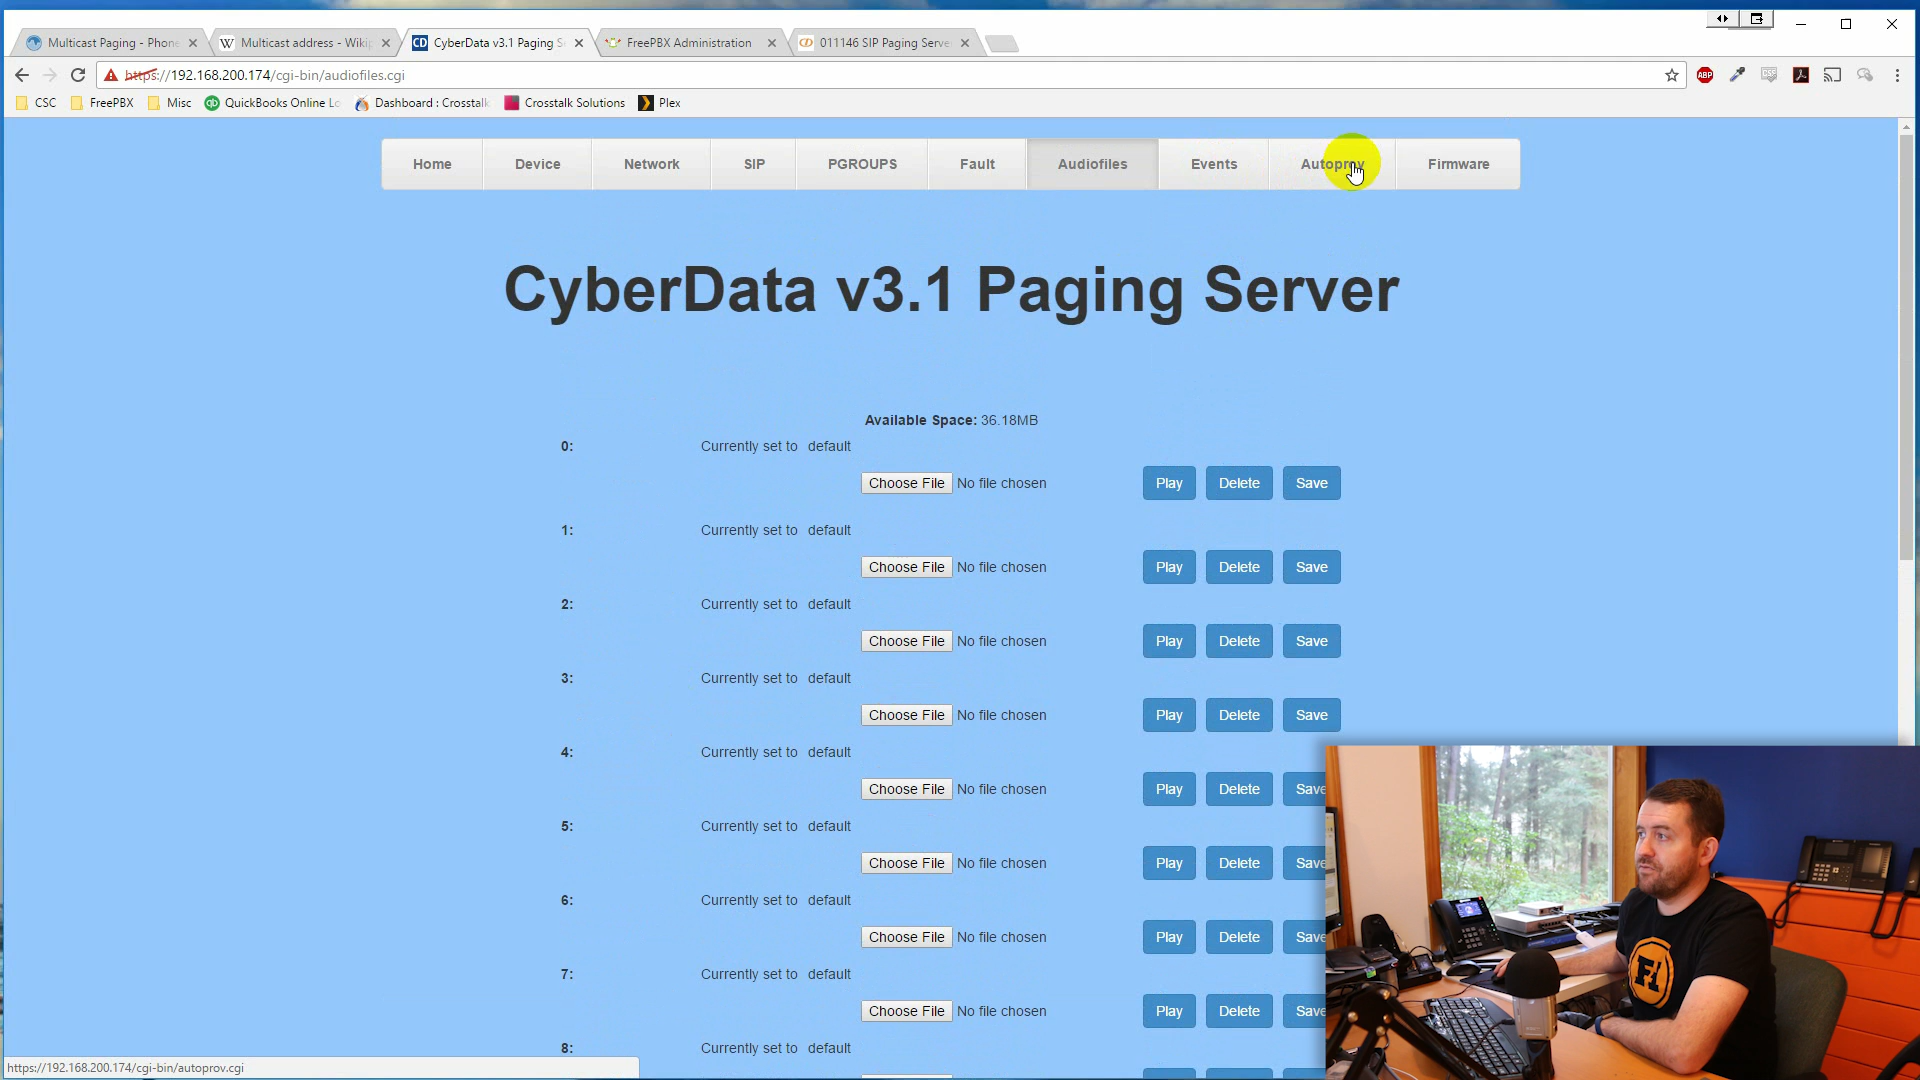 Multicast Paging - Phone
Multicast address - Wikip
CyberData v3.1 Paging S
FreePBX Administration
011146 SIP Paging Serve
https://192.168.200.174/cgi-bin/audiofiles.cgi
ABP
CSC
FreePBX
Misc
QuickBooks Online Lo
Dashboard : Crosstalk
Crosstalk Solutions
Plex
Home
Device
Network
SIP
PGROUPS
Fault
Audiofiles
Events
Autoprov
Firmware
CyberData v3.1 Paging Server
Available Space: 36.18MB
0: Currently set to default
Choose File No file chosen Play Delete Save
1: Currently set to default
Choose File No file chosen Play Delete Save
2: Currently set to default
Choose File No file chosen Play Delete Save
3: Currently set to default
Choose File No file chosen Play Delete Save
4: Currently set to default
Choose File No file chosen Play Delete Save
5: Currently set to default
Choose File No file chosen Play Delete Save
6: Currently set to default
Choose File No file chosen Play Delete Save
7: Currently set to default
Choose File No file chosen Play Delete Save
8: Currently set to default
https://192.168.200.174/cgi-bin/autoprov.cgi